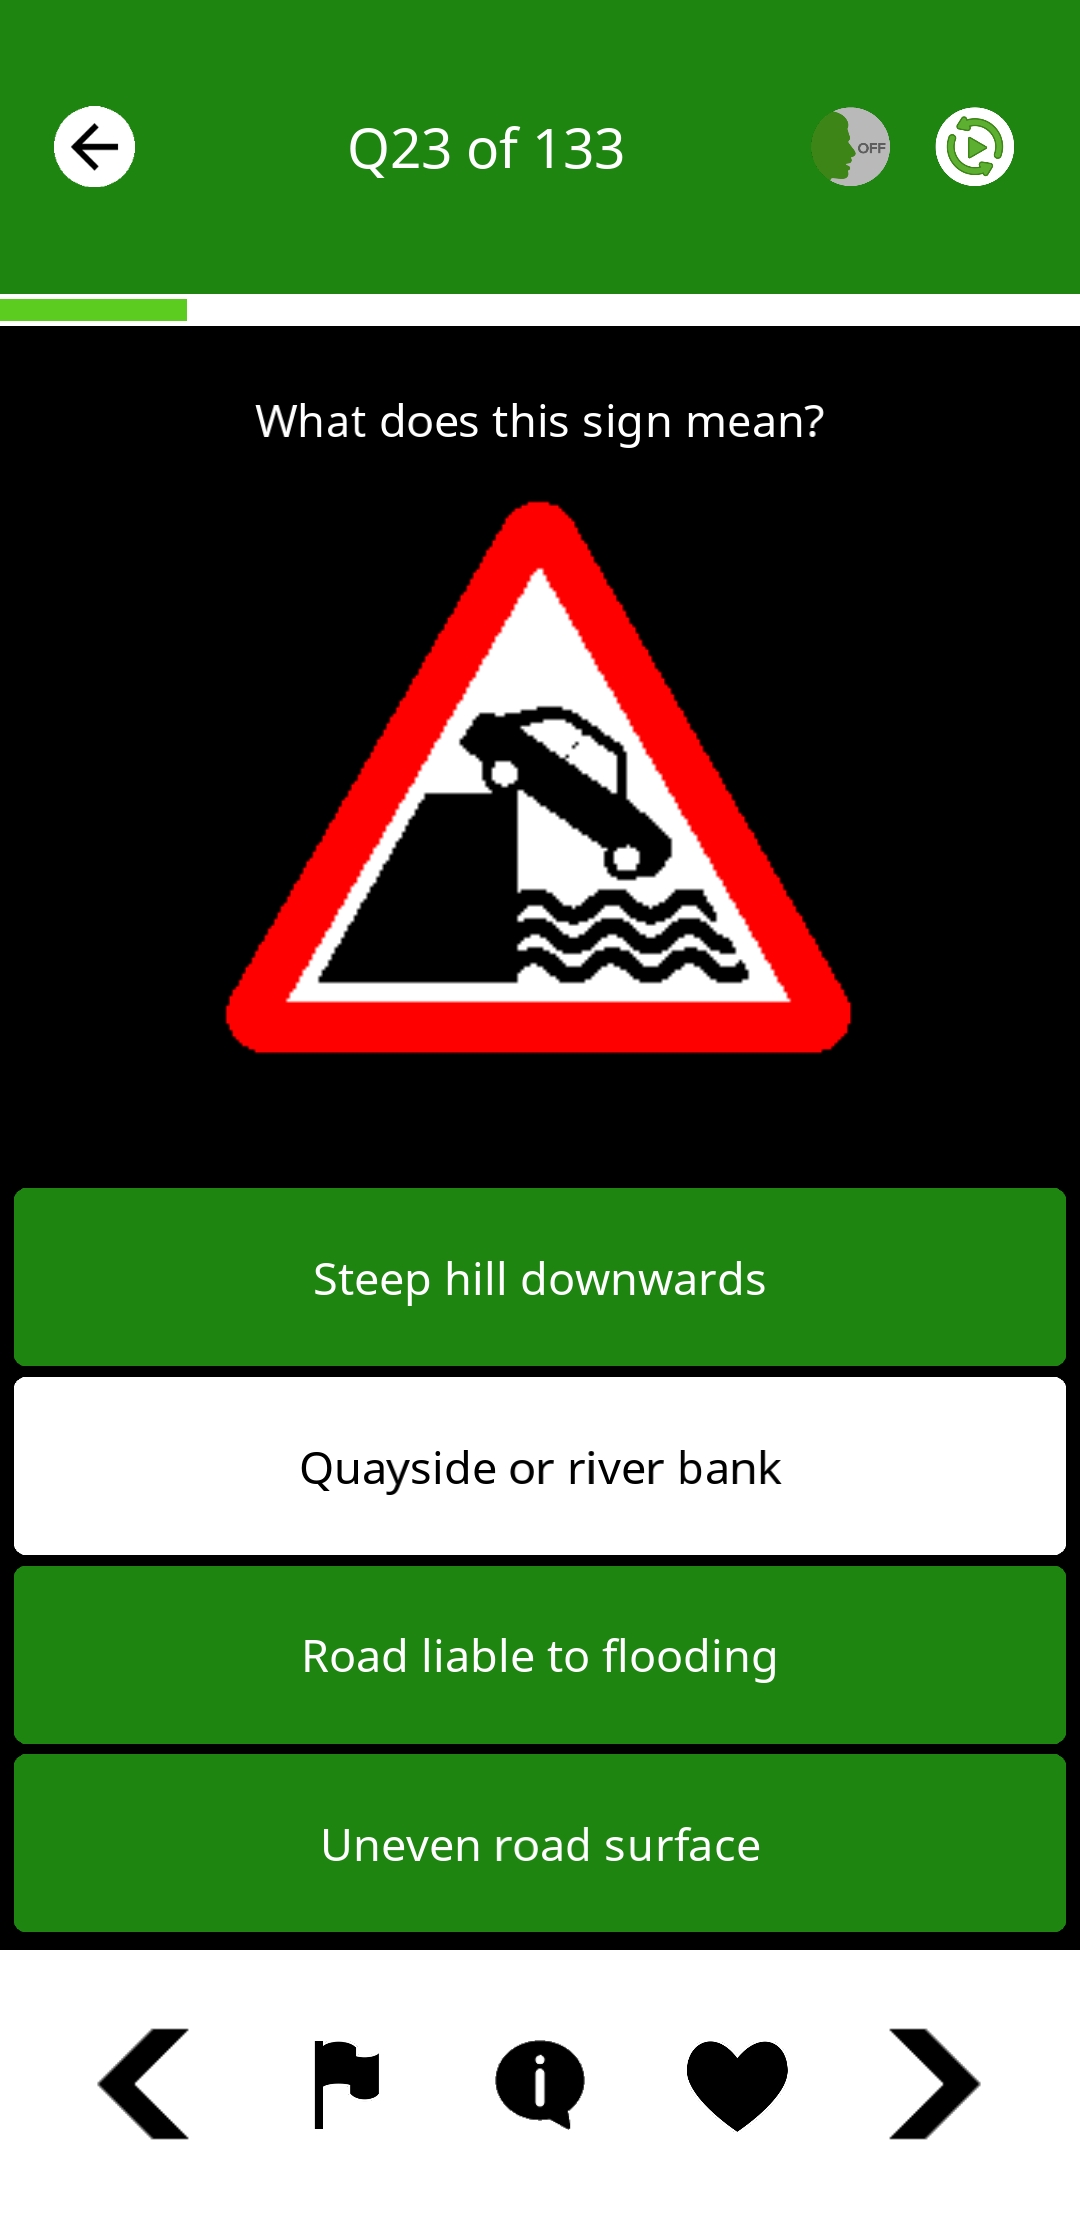 Q23 of 133
OFF
What does this sign mean?
Steep hill downwards
Quayside or river bank
Road liable to flooding
Uneven road surface